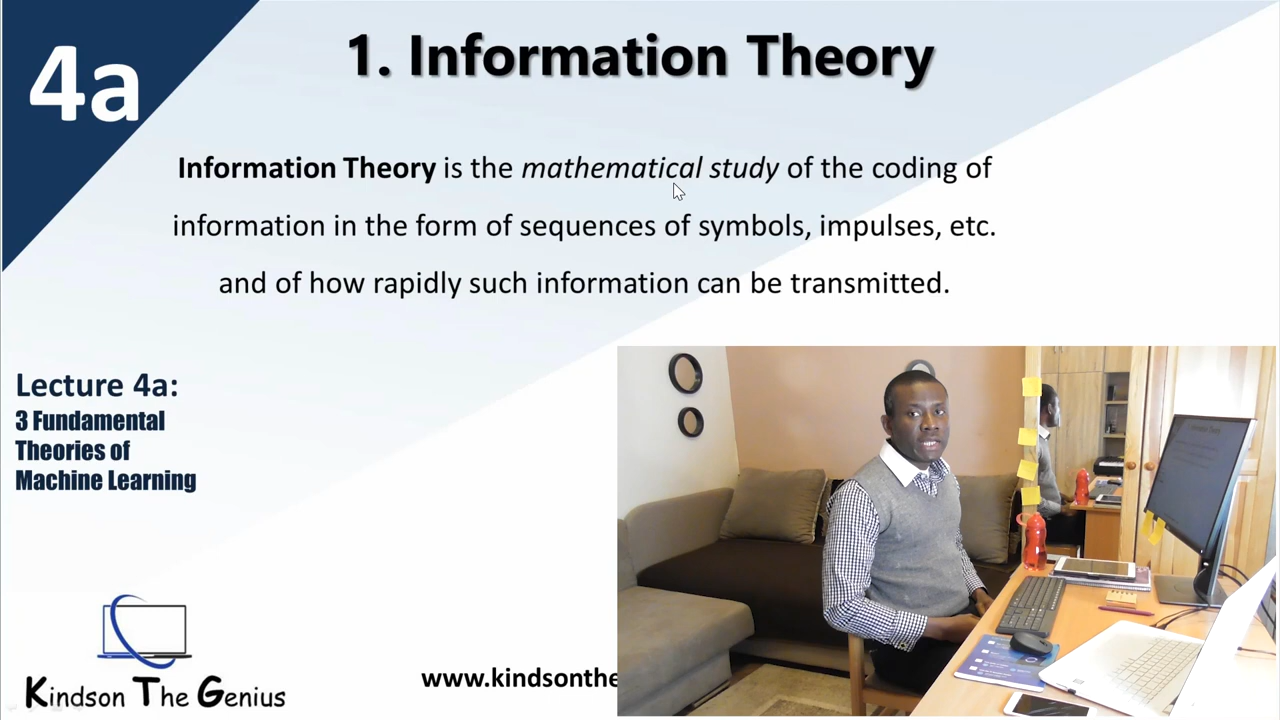 4a
1. Information Theory
Information Theory is the mathematical study of the coding of
information in the form of sequences of symbols, impulses, etc.
and of how rapidly such information can be transmitted.
Lecture 4a:
3 Fundamental
Theories of
Machine Learning
Kindson The Genius
www.kindsonthe